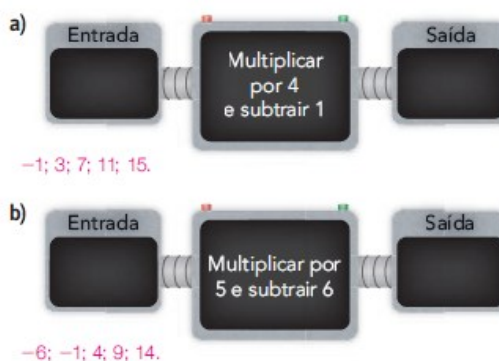 a)
Entrada
Saída
Multiplicar
por 4
e subtrair 1
−1; 3; 7; 11; 15.
b)
Entrada
Saída
Multiplicar por
5 e subtrair 6
−6; −1; 4; 9; 14.